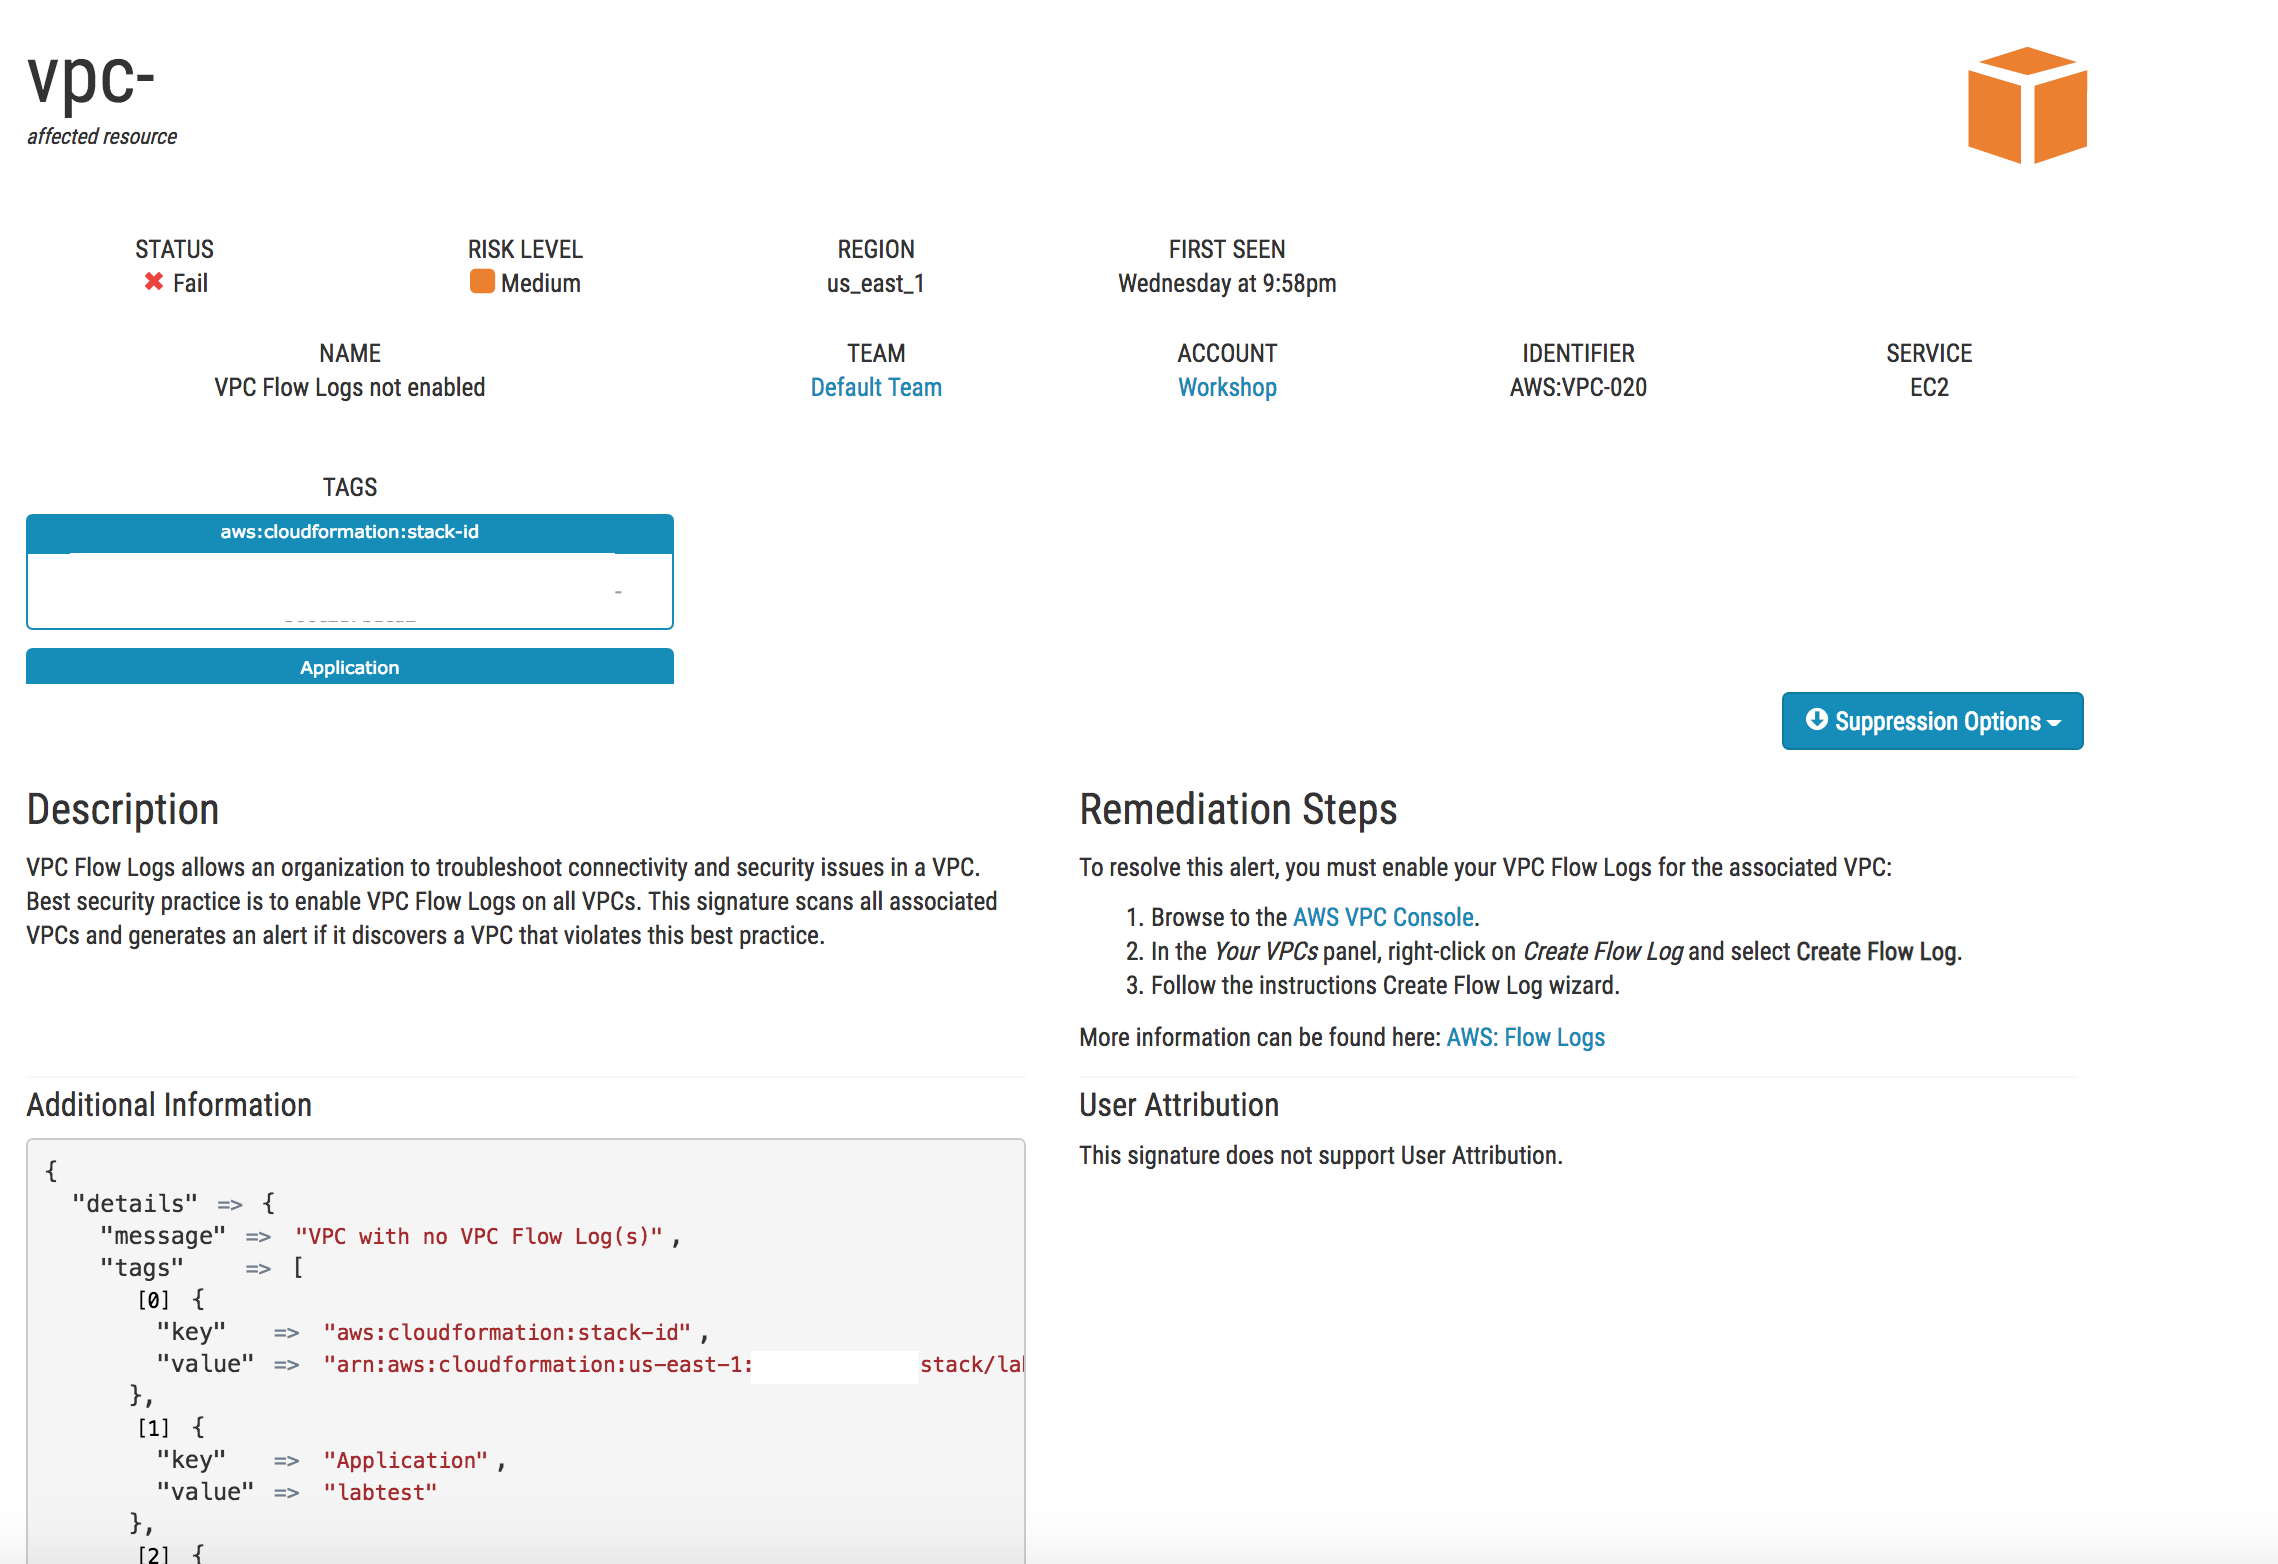 vpc-
affected resource
STATUS
Fail
RISK LEVEL
Medium
REGION
us_east_1
FIRST SEEN
Wednesday at 9:58pm
NAME
VPC Flow Logs not enabled
TEAM
Default Team
ACCOUNT
Workshop
IDENTIFIER
AWS:VPC-020
SERVICE
EC2
TAGS
aws:cloudformation:stack-id
-
Application
Suppression Options
Description
VPC Flow Logs allows an organization to troubleshoot connectivity and security issues in a VPC.
Best security practice is to enable VPC Flow Logs on all VPCs. This signature scans all associated
VPCs and generates an alert if it discovers a VPC that violates this best practice.
Remediation Steps
To resolve this alert, you must enable your VPC Flow Logs for the associated VPC:
1. Browse to the AWS VPC Console.
2. In the Your VPCs panel, right-click on Create Flow Log and select Create Flow Log.
3. Follow the instructions Create Flow Log wizard.
More information can be found here: AWS: Flow Logs
Additional Information
{
"details" => {
"message" => "VPC with no VPC Flow Log(s)",
"tags" => [
[0] {
"key" => "aws:cloudformation:stack-id",
"value" => "arn:aws:cloudformation:us-east-1: stack/la
},
[1] {
"key" => "Application",
"value" => "labtest"
},
[2] {
User Attribution
This signature does not support User Attribution.